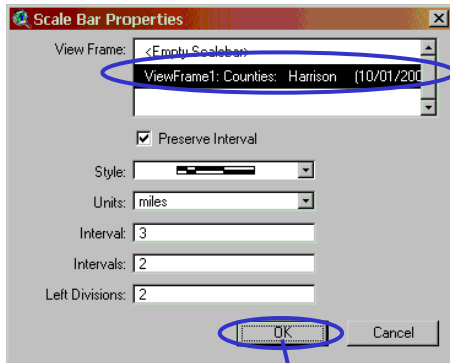 Scale Bar Properties
View Frame: <Empty Scalebar>
ViewFrame1: Counties: Harrison (10/01/200
Preserve Interval
Style:
Units: miles
Interval: 3
Intervals: 2
Left Divisions: 2
OK Cancel